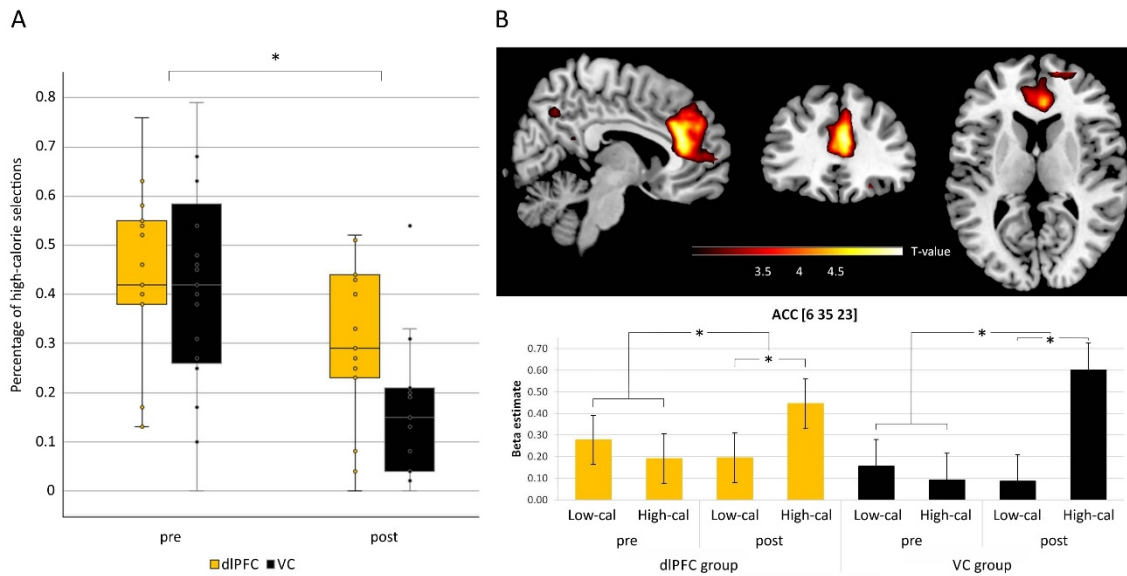 A
B
*
Percentage of high-calorie selections
0.8
0.7
0.6
0.5
0.4
0.3
0.2
0.1
0
pre post
dlPFC VC
T-value
3.5 4 4.5
ACC [6 35 23]
* * * *
Beta estimate
0.70
0.60
0.50
0.40
0.30
0.20
0.10
0.00
Low-cal High-cal Low-cal High-cal Low-cal High-cal Low-cal High-cal
pre post pre post
dlPFC group VC group